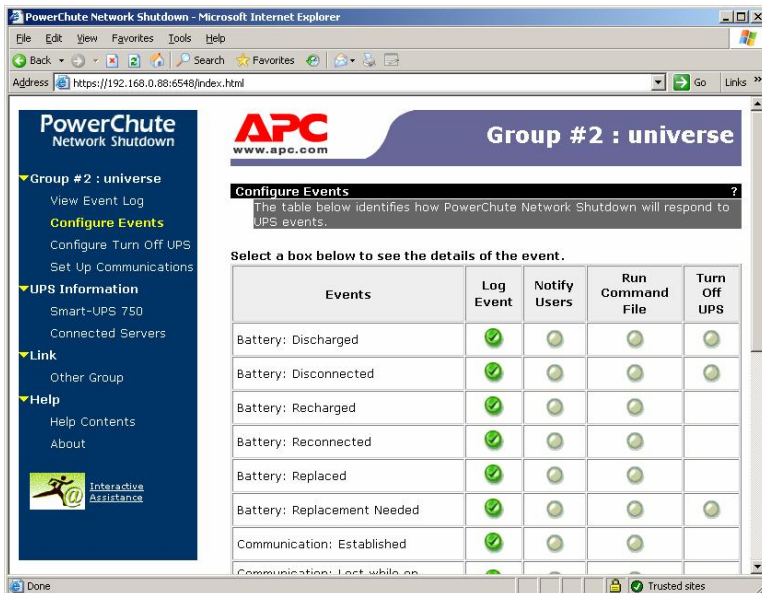 PowerChute Network Shutdown - Microsoft Internet Explorer
File Edit View Favorites Tools Help
Back Search Favorites
Address https://192.168.0.88:6548/index.html Go Links »
PowerChute
Network Shutdown
Group #2 : universe
View Event Log
Configure Events
Configure Turn Off UPS
Set Up Communications
UPS Information
Smart-UPS 750
Connected Servers
Link
Other Group
Help
Help Contents
About
Interactive
Assistance
APC
www.apc.com
Group #2 : universe
Configure Events ?
The table below identifies how PowerChute Network Shutdown will respond to
UPS events.
Select a box below to see the details of the event.
Events Log Event Notify Users Run Command File Turn Off UPS
Battery: Discharged
Battery: Disconnected
Battery: Recharged
Battery: Reconnected
Battery: Replaced
Battery: Replacement Needed
Communication: Established
Communication: Lost while on
Done Trusted sites